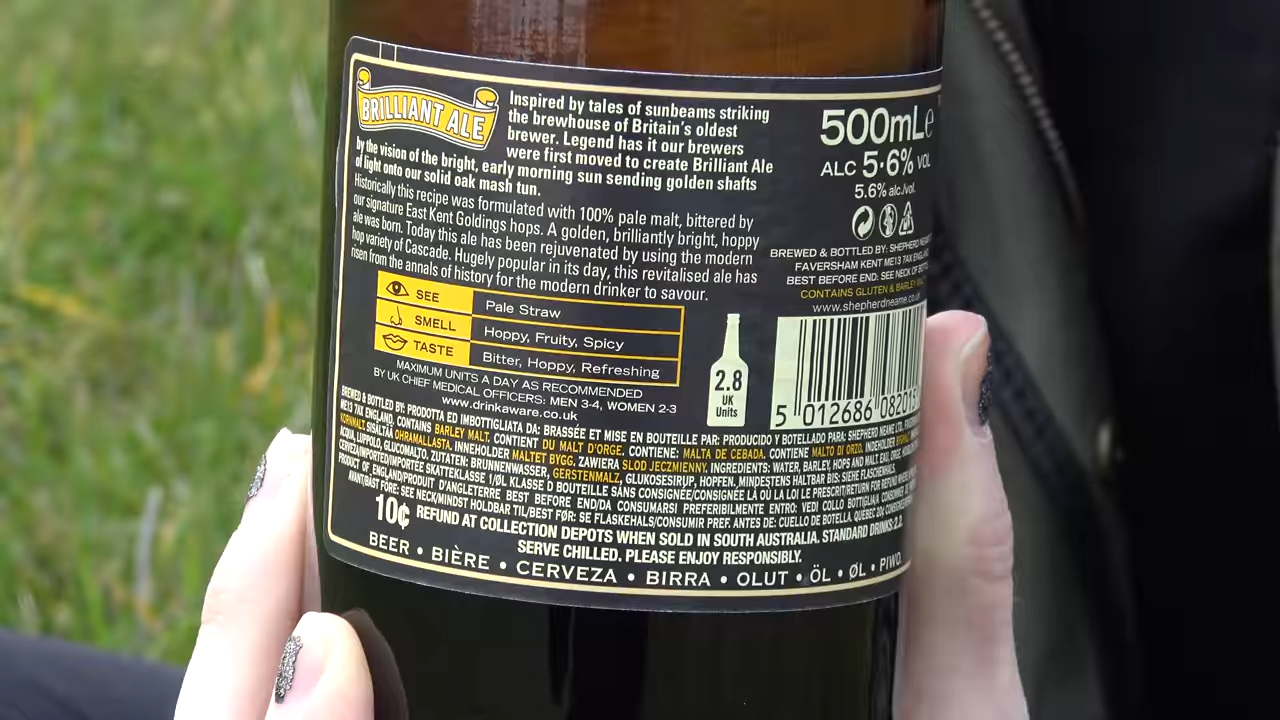 BRILLIANT ALE
Inspired by tales of sunbeams striking
the brewhouse of Britain's oldest
brewer. Legend has it our brewers
were first moved to create Brilliant Ale
by the vision of the bright, early morning sun sending golden shafts
of light onto our solid oak mash tun.
Historically this recipe was formulated with 100% pale malt, bittered by
our signature East Kent Goldings hops. A golden, brilliantly bright, hoppy
ale was born. Today this ale has been rejuvenated by using the modern
hop variety of Cascade. Hugely popular in its day, this revitalised ale has
risen from the annals of history for the modern drinker to savour.
SEE Pale Straw
SMELL Hoppy, Fruity, Spicy
TASTE Bitter, Hoppy, Refreshing
MAXIMUM UNITS A DAY AS RECOMMENDED
BY UK CHIEF MEDICAL OFFICERS: MEN 3-4, WOMEN 2-3
www.drinkaware.co.uk
2.8
UK
Units
500mL e
ALC 5·6% VOL
5.6% alc./vol.
BREWED & BOTTLED BY: SHEPHERD
FAVERSHAM KENT ME13 7AX
BEST BEFORE END: SEE NECK OF
CONTAINS GLUTEN & BARLEY
www.shepherdneame.co
5 012686 08201
BREWED & BOTTLED BY: PRODOTTA ED IMBOTTIGLIATA DA: BRASSÉE ET MISE EN BOUTEILLE PAR: PRODUCIDO Y BOTELLADO PARA: SHEPHERD NEAME LTD,
ME13 7AX ENGLAND. CONTAINS BARLEY MALT. CONTIENT DU MALT D'ORGE. CONTIENE: MALTA DE CEBADA. CONTIENE MALTO DI ORZO. INDEHOLDER
KORNMALT. SISÄLTÄÄ OHRAMALLASTA. INNEHOLDER MALTET BYGG. ZAWIERA SLOD JECZMIENNY. INGREDIENTS: WATER, BARLEY, HOPS AND MALT
ACQUA, LUPPOLO, GLUCOMALTO. ZUTATEN: BRUNNENWASSER, GERSTENMALZ, GLUKOSESIRUP, HOPFEN. MINDESTENS HALTBAR BIS: SIEHE FLASCHENHALS.
IMPORTED/IMPORTÉE SKATTEKLASSE 1/ØL KLASSE D BOUTEILLE SANS CONSIGNÉE/CONSIGNÉE LÀ OÙ LA LOI LE PRESCRIT/RETURN FOR REFUND WHERE
PRODUCT OF ENGLAND/PRODUIT D'ANGLETERRE BEST BEFORE END/DA CONSUMARSI PREFERIBILMENTE ENTRO: VEDI COLLO BOTTIGLIA
AVANT/BÄST FÖRE: SEE NECK/MINDST HOLDBAR TIL/BEST FØR: SE FLASKEHALS/CONSUMIR PREF. ANTES DE: CUELLO DE BOTELLA. QUEBEC 20¢
10¢ REFUND AT COLLECTION DEPOTS WHEN SOLD IN SOUTH AUSTRALIA. STANDARD DRINKS:2.2.
SERVE CHILLED. PLEASE ENJOY RESPONSIBLY.
BEER • BIÈRE • CERVEZA • BIRRA • OLUT • ÖL • ØL • PIWO.